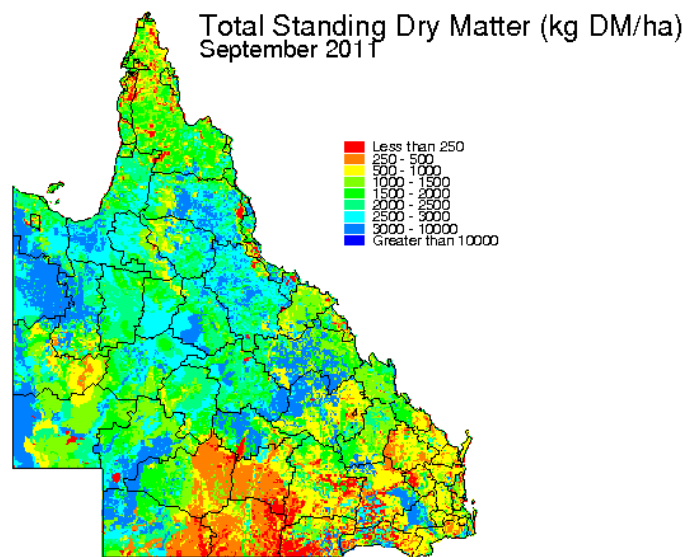 Total Standing Dry Matter (kg DM/ha)
September 2011
Less than 250
250 - 500
500 - 1000
1000 - 1500
1500 - 2000
2000 - 2500
2500 - 3000
3000 - 10000
Greater than 10000